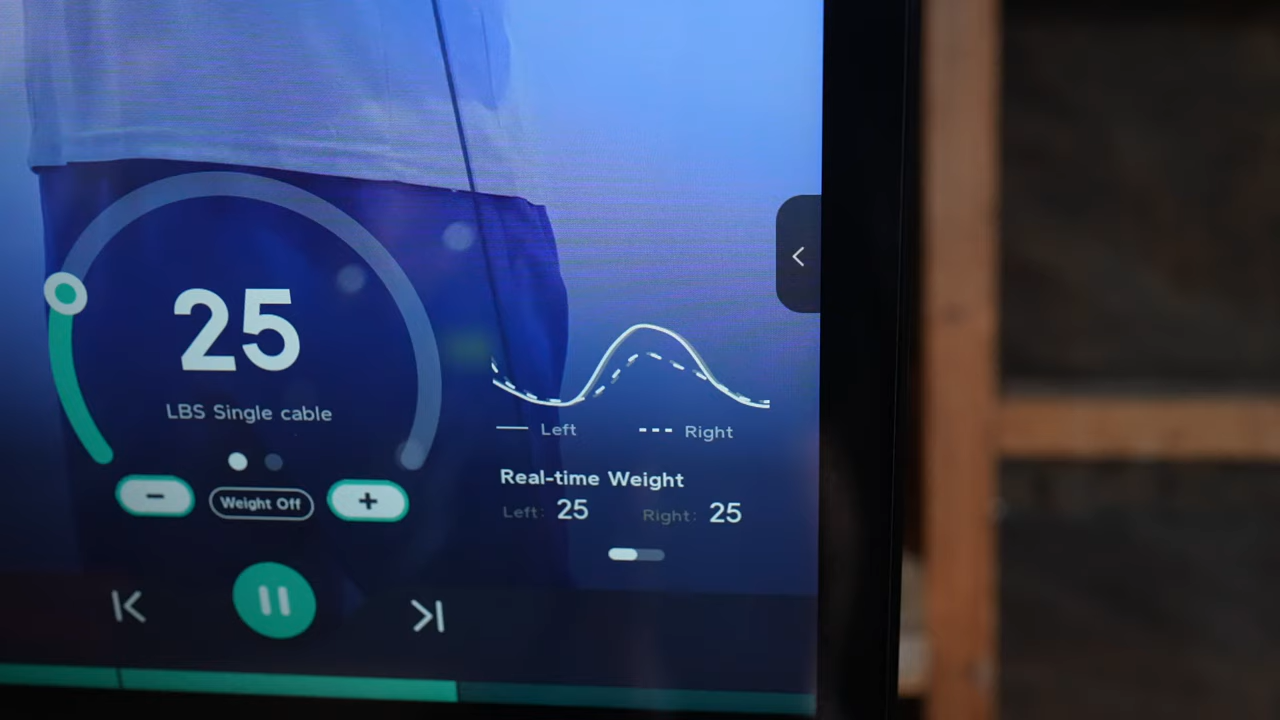 25
LBS Single cable
Weight Off
Left
Right
Real-time Weight
Left: 25
Right: 25